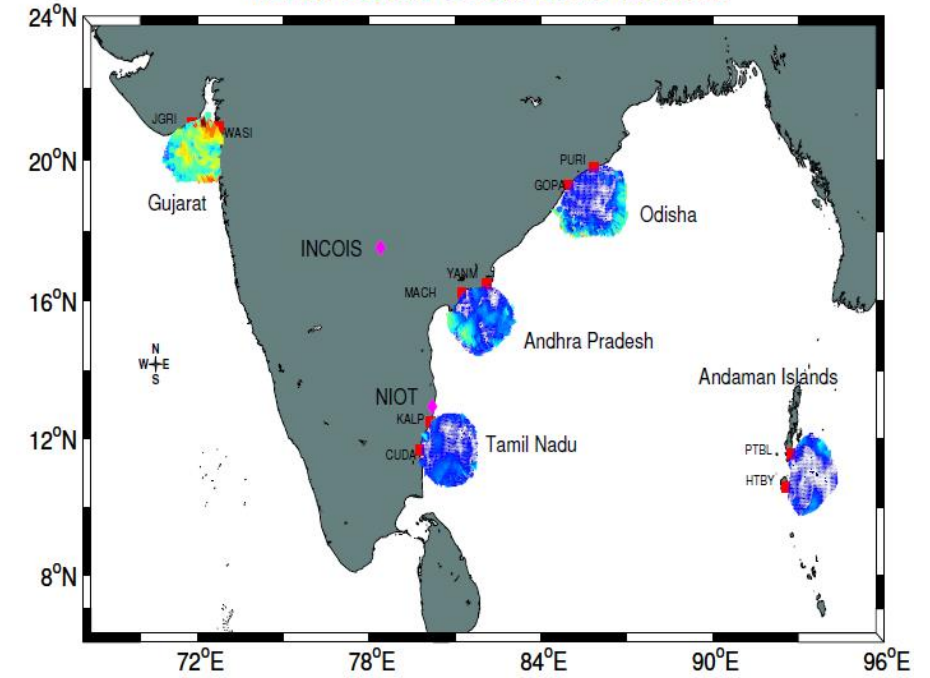 24°N
JGRI
WASI
20°N
PURI
GOPA
Gujarat
Odisha
INCOIS
YANM
MACH
16°N
Andhra Pradesh
N
W E
S
Andaman Islands
NIOT
KALP
12°N
CUDA
Tamil Nadu
PTBL
HTBY
8°N
72°E 78°E 84°E 90°E 96°E